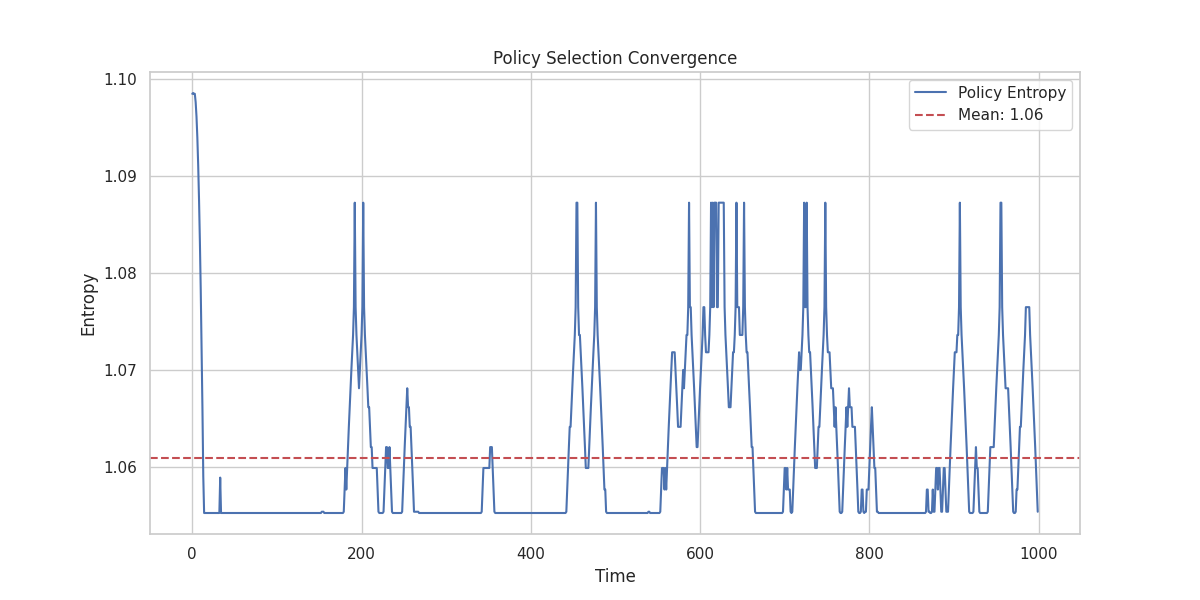 Policy Selection Convergence
Policy Entropy
Mean: 1.06
Entropy
1.10
1.09
1.08
1.07
1.06
0
200
400
600
800
1000
Time